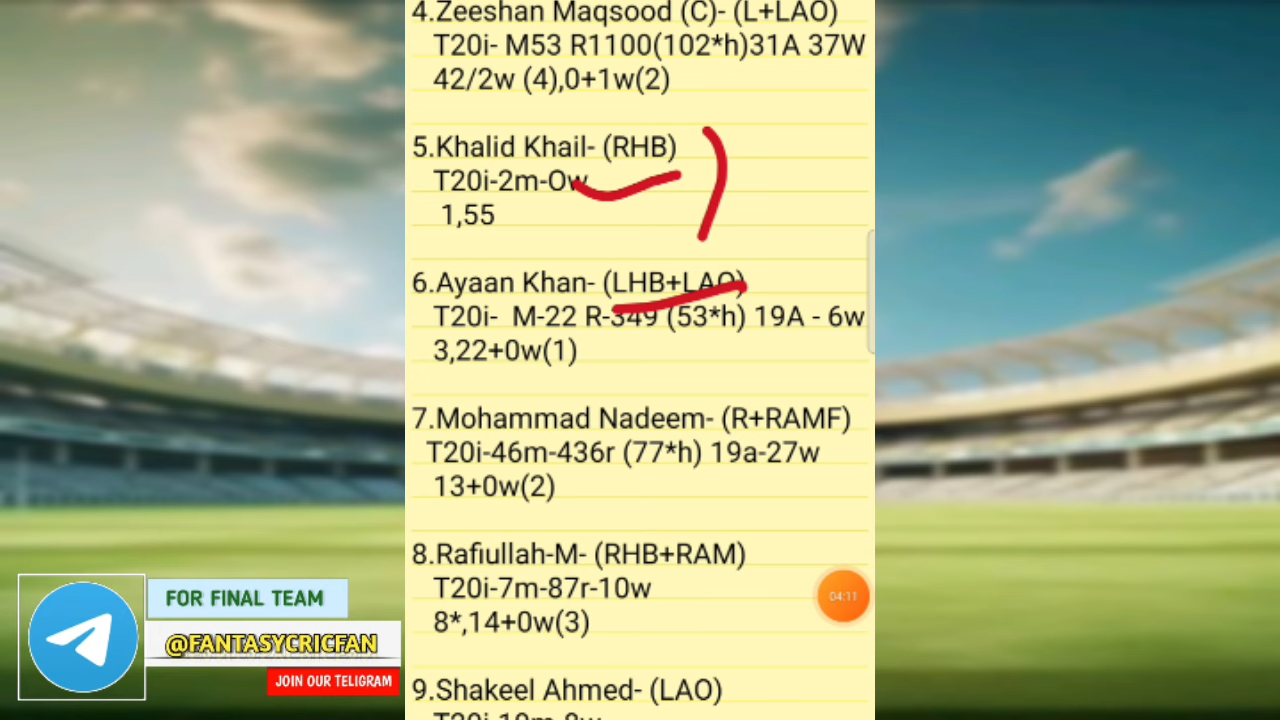 4.Zeeshan Maqsood (C)- (L+LAO)
T20i- M53 R1100(102*h)31A 37W
42/2w (4),0+1w(2)
5.Khalid Khail- (RHB)
T20i-2m-0w
1,55
6.Ayaan Khan- (LHB+LAO)
T20i- M-22 R-349 (53*h) 19A - 6w
3,22+0w(1)
7.Mohammad Nadeem- (R+RAMF)
T20i-46m-436r (77*h) 19a-27w
13+0w(2)
8.Rafiullah-M- (RHB+RAM)
T20i-7m-87r-10w
8*,14+0w(3)
04:11
9.Shakeel Ahmed- (LAO)
FOR FINAL TEAM
@FANTASYCRICFAN
JOIN OUR TELIGRAM